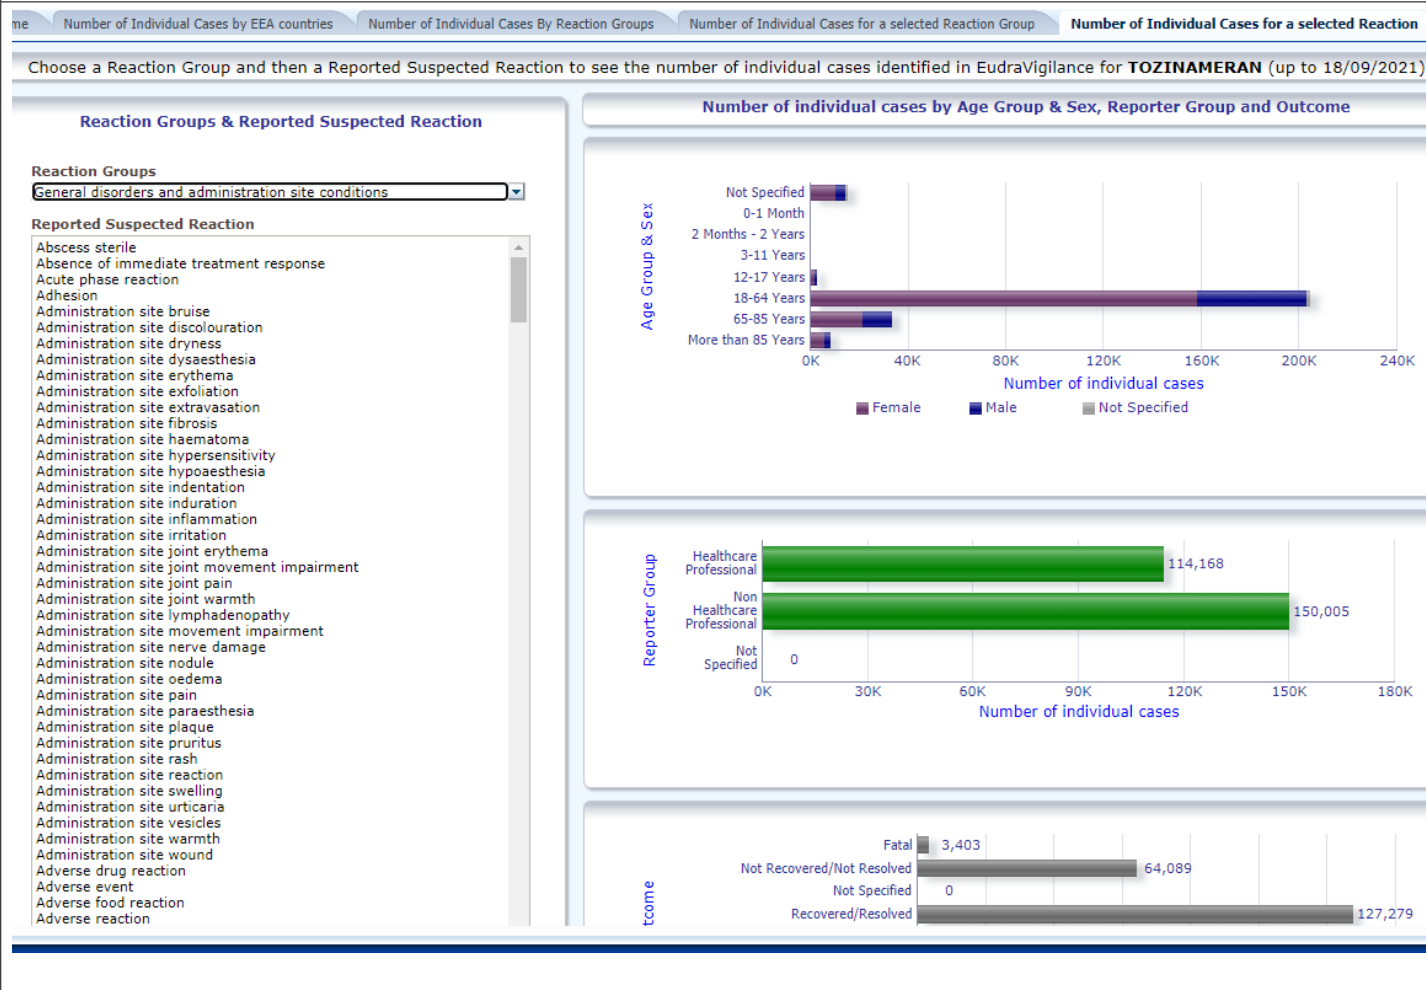 me
Number of Individual Cases by EEA countries
Number of Individual Cases By Reaction Groups
Number of Individual Cases for a selected Reaction Group
Number of Individual Cases for a selected Reaction
Choose a Reaction Group and then a Reported Suspected Reaction to see the number of individual cases identified in EudraVigilance for TOZINAMERAN (up to 18/09/2021)
Reaction Groups & Reported Suspected Reaction
Reaction Groups
General disorders and administration site conditions
Reported Suspected Reaction
Abscess sterile
Absence of immediate treatment response
Acute phase reaction
Adhesion
Administration site bruise
Administration site discolouration
Administration site dryness
Administration site dysaesthesia
Administration site erythema
Administration site exfoliation
Administration site extravasation
Administration site fibrosis
Administration site haematoma
Administration site hypersensitivity
Administration site hypoaesthesia
Administration site indentation
Administration site induration
Administration site inflammation
Administration site irritation
Administration site joint erythema
Administration site joint movement impairment
Administration site joint pain
Administration site joint warmth
Administration site lymphadenopathy
Administration site movement impairment
Administration site nerve damage
Administration site nodule
Administration site oedema
Administration site pain
Administration site paraesthesia
Administration site plaque
Administration site pruritus
Administration site rash
Administration site reaction
Administration site swelling
Administration site urticaria
Administration site vesicles
Administration site warmth
Administration site wound
Adverse drug reaction
Adverse event
Adverse food reaction
Adverse reaction
Number of individual cases by Age Group & Sex, Reporter Group and Outcome
Age Group & Sex
Not Specified
0-1 Month
2 Months - 2 Years
3-11 Years
12-17 Years
18-64 Years
65-85 Years
More than 85 Years
0K 40K 80K 120K 160K 200K 240K
Number of individual cases
Female Male Not Specified
Reporter Group
Healthcare
Professional
114,168
Non
Healthcare
Professional
150,005
Not
Specified
0
0K 30K 60K 90K 120K 150K 180K
Number of individual cases
tcome
Fatal 3,403
Not Recovered/Not Resolved 64,089
Not Specified 0
Recovered/Resolved 127,279